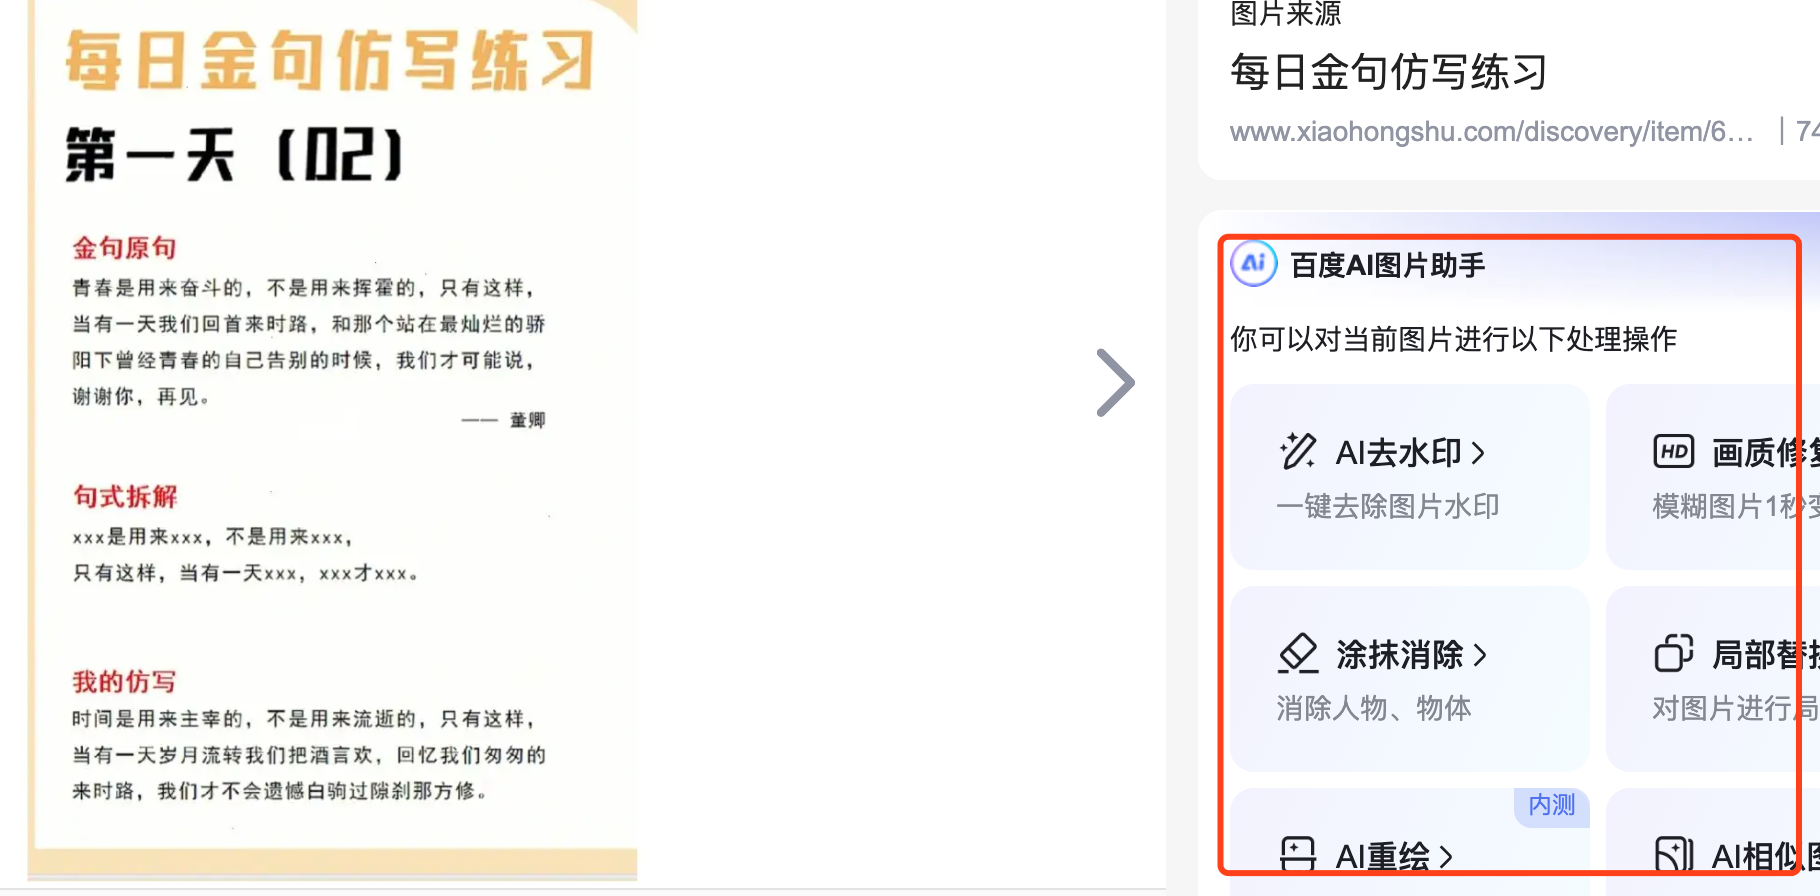 每日金句仿写练习
第一天（02）
金句原句
青春是用来奋斗的，不是用来挥霍的，只有这样，
当有一天我们回首来时路，和那个站在最灿烂的骄
阳下曾经青春的自己告别的时候，我们才可能说，
谢谢你，再见。
—— 董卿
句式拆解
xxx是用来xxx，不是用来xxx，
只有这样，当有一天xxx，xxx才xxx。
我的仿写
时间是用来主宰的，不是用来流逝的，只有这样，
当有一天岁月流转我们把酒言欢，回忆我们匆匆的
来时路，我们才不会遗憾白驹过隙刹那方修。
图片来源
每日金句仿写练习
www.xiaohongshu.com/discovery/item/6... | 74
Ai 百度AI图片助手
你可以对当前图片进行以下处理操作
AI去水印 >
一键去除图片水印
HD 画质修复
模糊图片1秒变
涂抹消除 >
消除人物、物体
局部替换
对图片进行局
内测
AI重绘 >
AI相似图